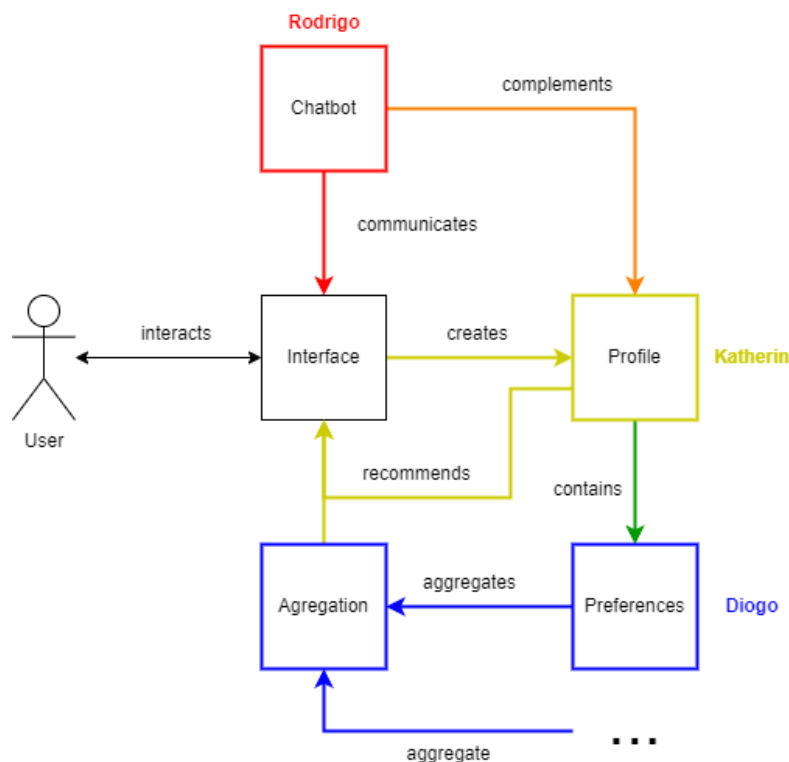 Rodrigo
Chatbot
complements
communicates
interacts
Interface
creates
Profile
Katherin
User
recommends
contains
Agregation
aggregates
Preferences
Diogo
...
aggregate